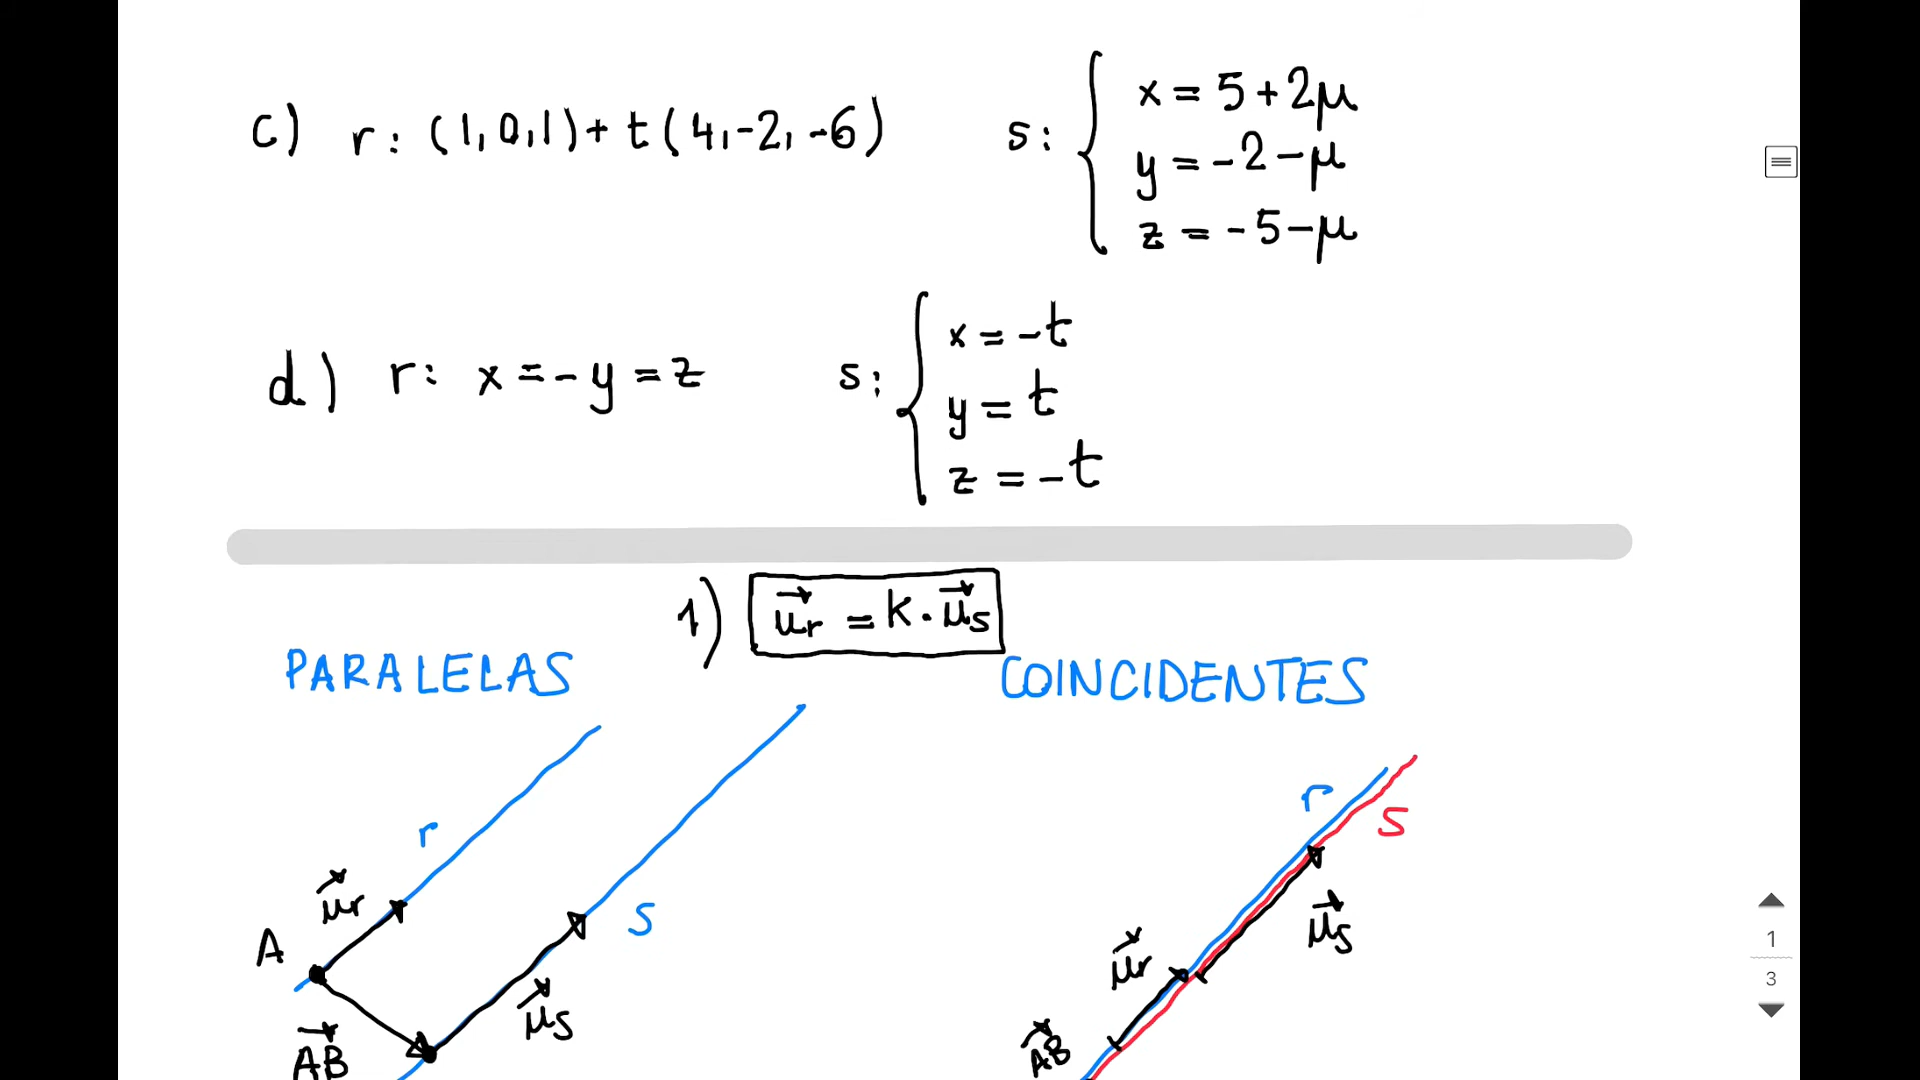 c) r: (1,0,1) + t(4,-2,-6) s: { x = 5+2μ
y = -2-μ
z = -5-μ
d) r: x = -y = z s: { x = -t
y = t
z = -t
1) u⃗r = K · u⃗s
PARALELAS COINCIDENTES
r
r
s
u⃗r
A
s
u⃗s
u⃗r
u⃗s
AB⃗
AB⃗
1
3